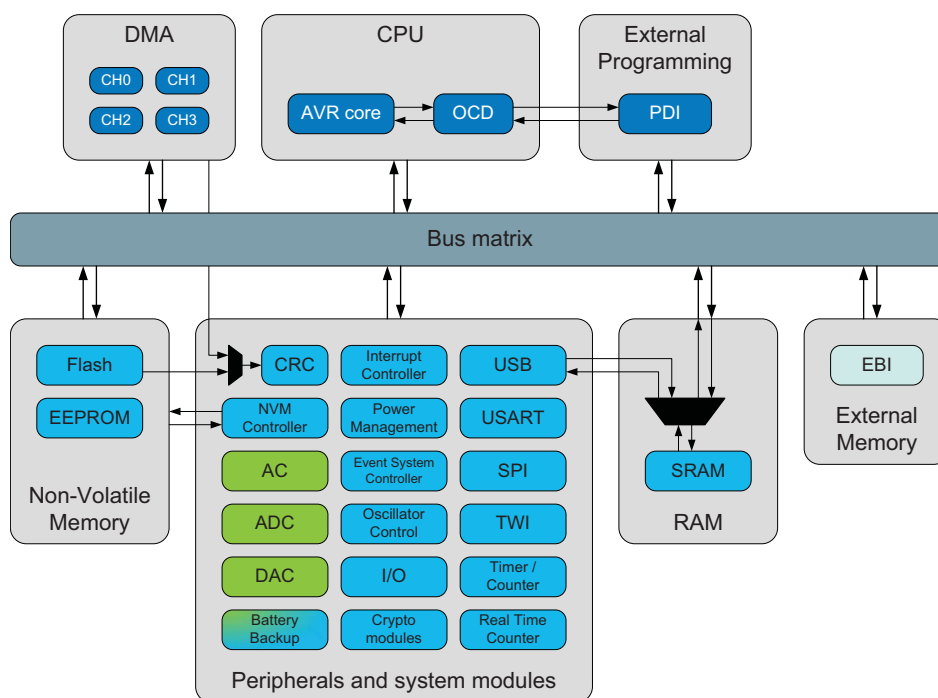 DMA
CH0
CH1
CH2
CH3
CPU
AVR core
OCD
External
Programming
PDI
Bus matrix
Flash
EEPROM
Non-Volatile
Memory
CRC
Interrupt
Controller
USB
NVM
Controller
Power
Management
USART
AC
Event System
Controller
SPI
ADC
Oscillator
Control
TWI
DAC
I/O
Timer /
Counter
Battery
Backup
Crypto
modules
Real Time
Counter
Peripherals and system modules
SRAM
RAM
EBI
External
Memory